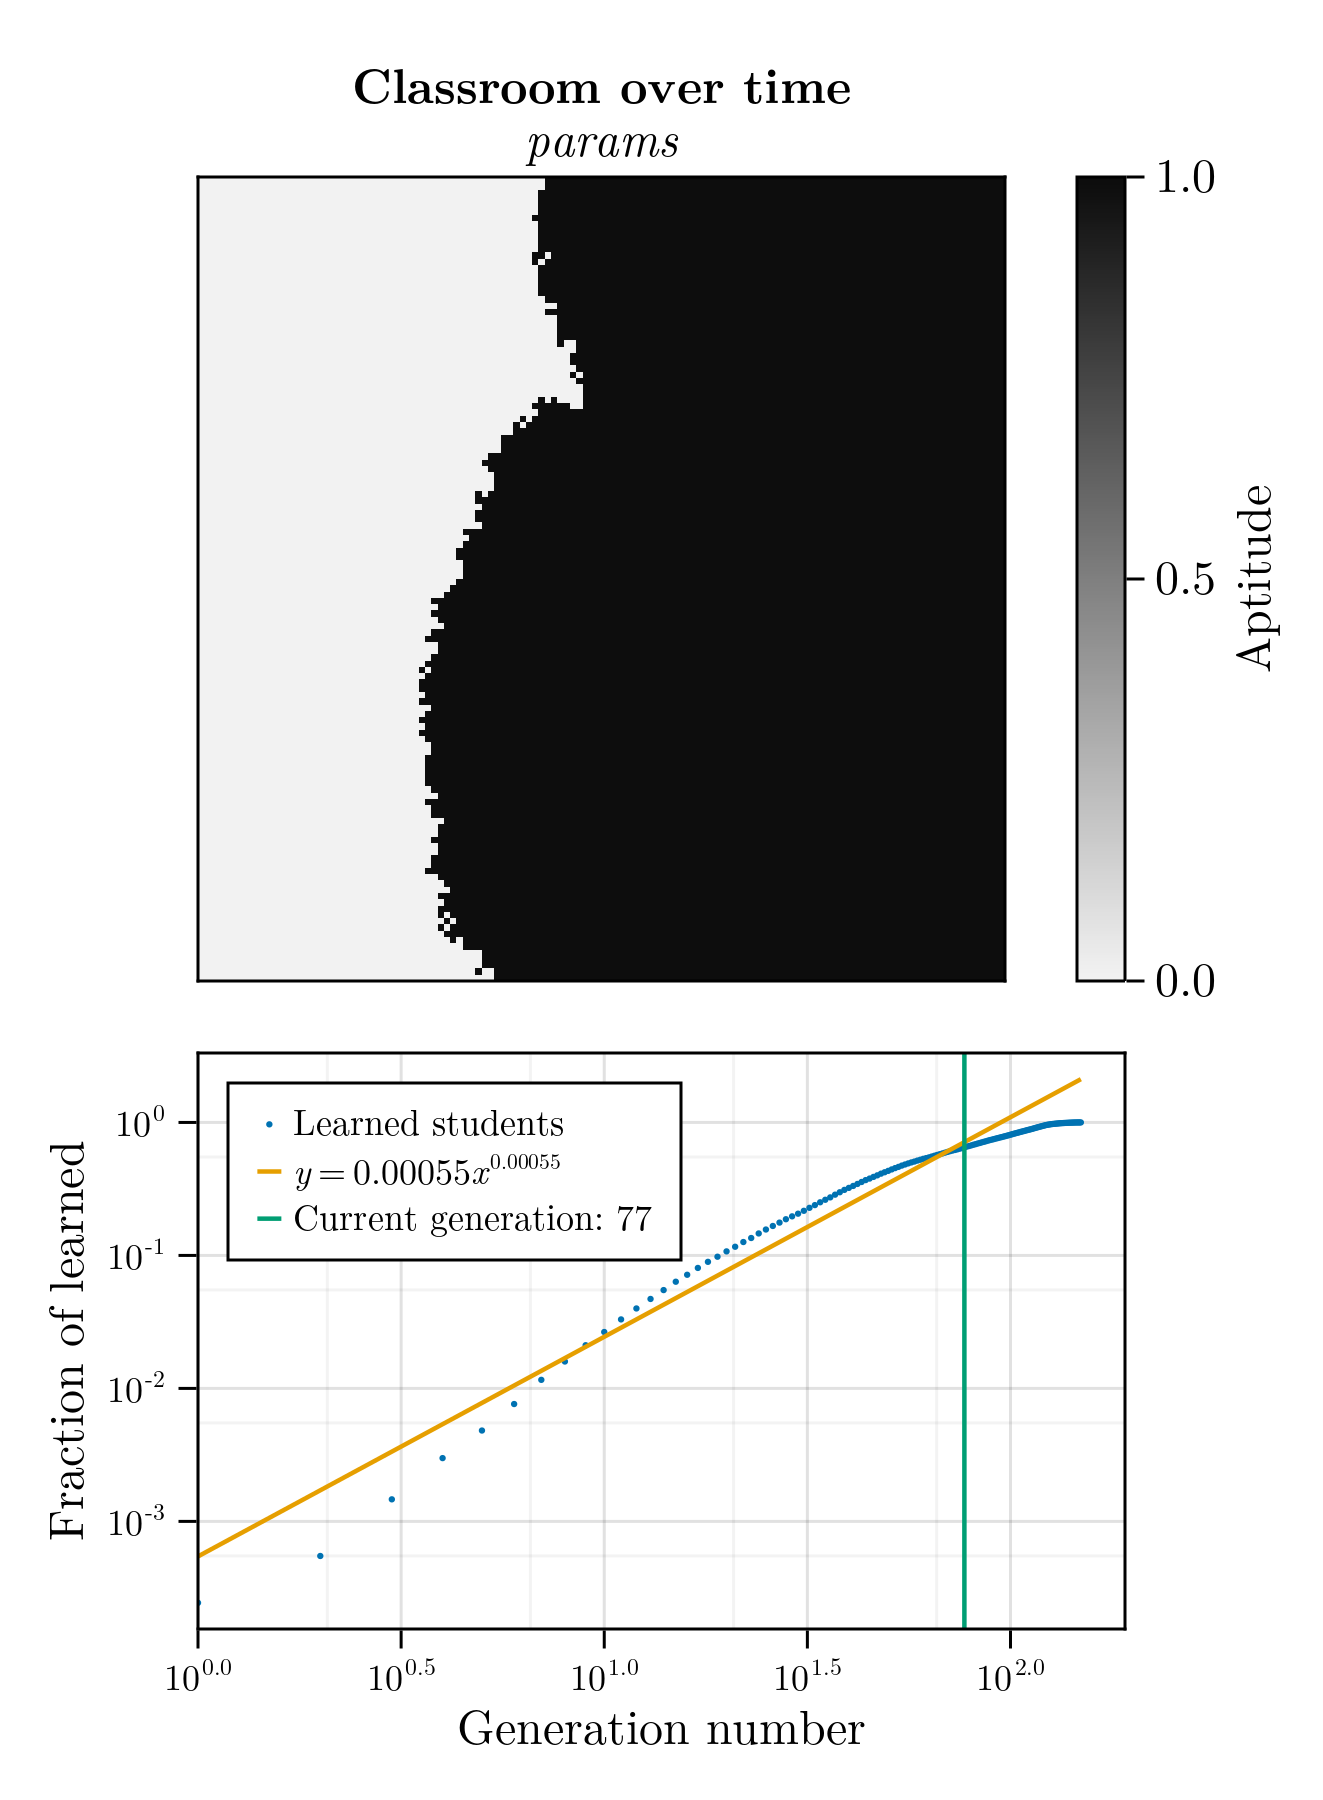 Classroom over time
params
1.0
0.5
0.0
Aptitude
Learned students
y = 0.00055x^0.00055
Current generation: 77
10^0
10^-1
10^-2
10^-3
Fraction of learned
10^0.0 10^0.5 10^1.0 10^1.5 10^2.0
Generation number